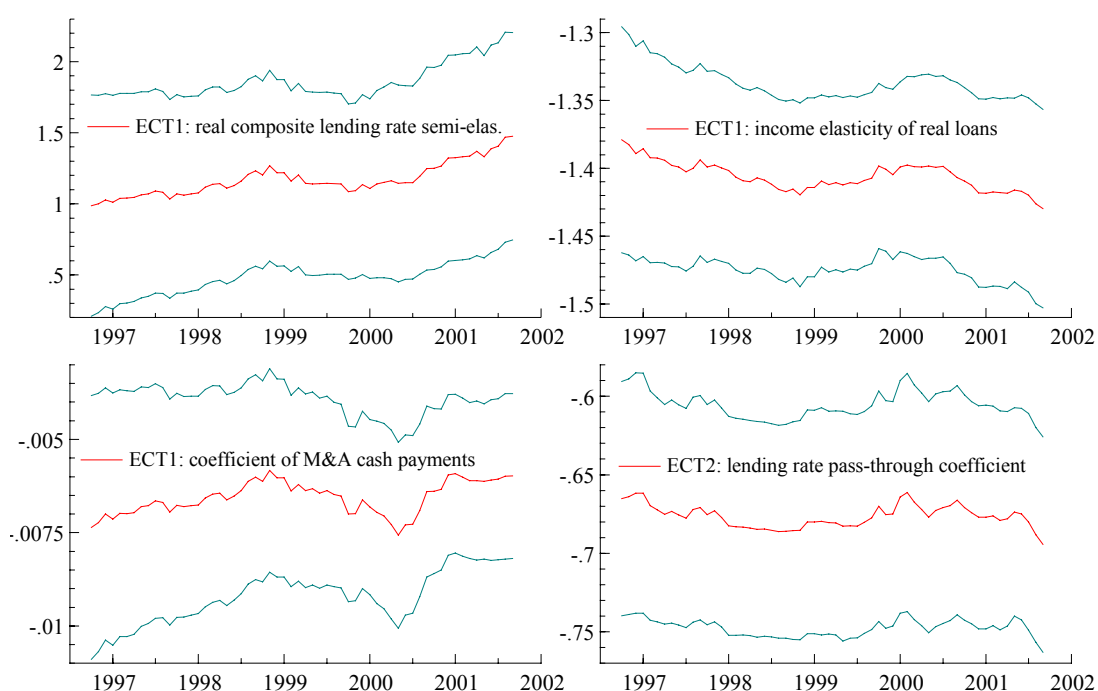 2
1.5
ECT1: real composite lending rate semi-elas.
1
.5
1997 1998 1999 2000 2001 2002
-1.3
-1.35
ECT1: income elasticity of real loans
-1.4
-1.45
-1.5
1997 1998 1999 2000 2001 2002
-.005
ECT1: coefficient of M&A cash payments
-.0075
-.01
1997 1998 1999 2000 2001 2002
-.6
ECT2: lending rate pass-through coefficient
-.65
-.7
-.75
1997 1998 1999 2000 2001 2002